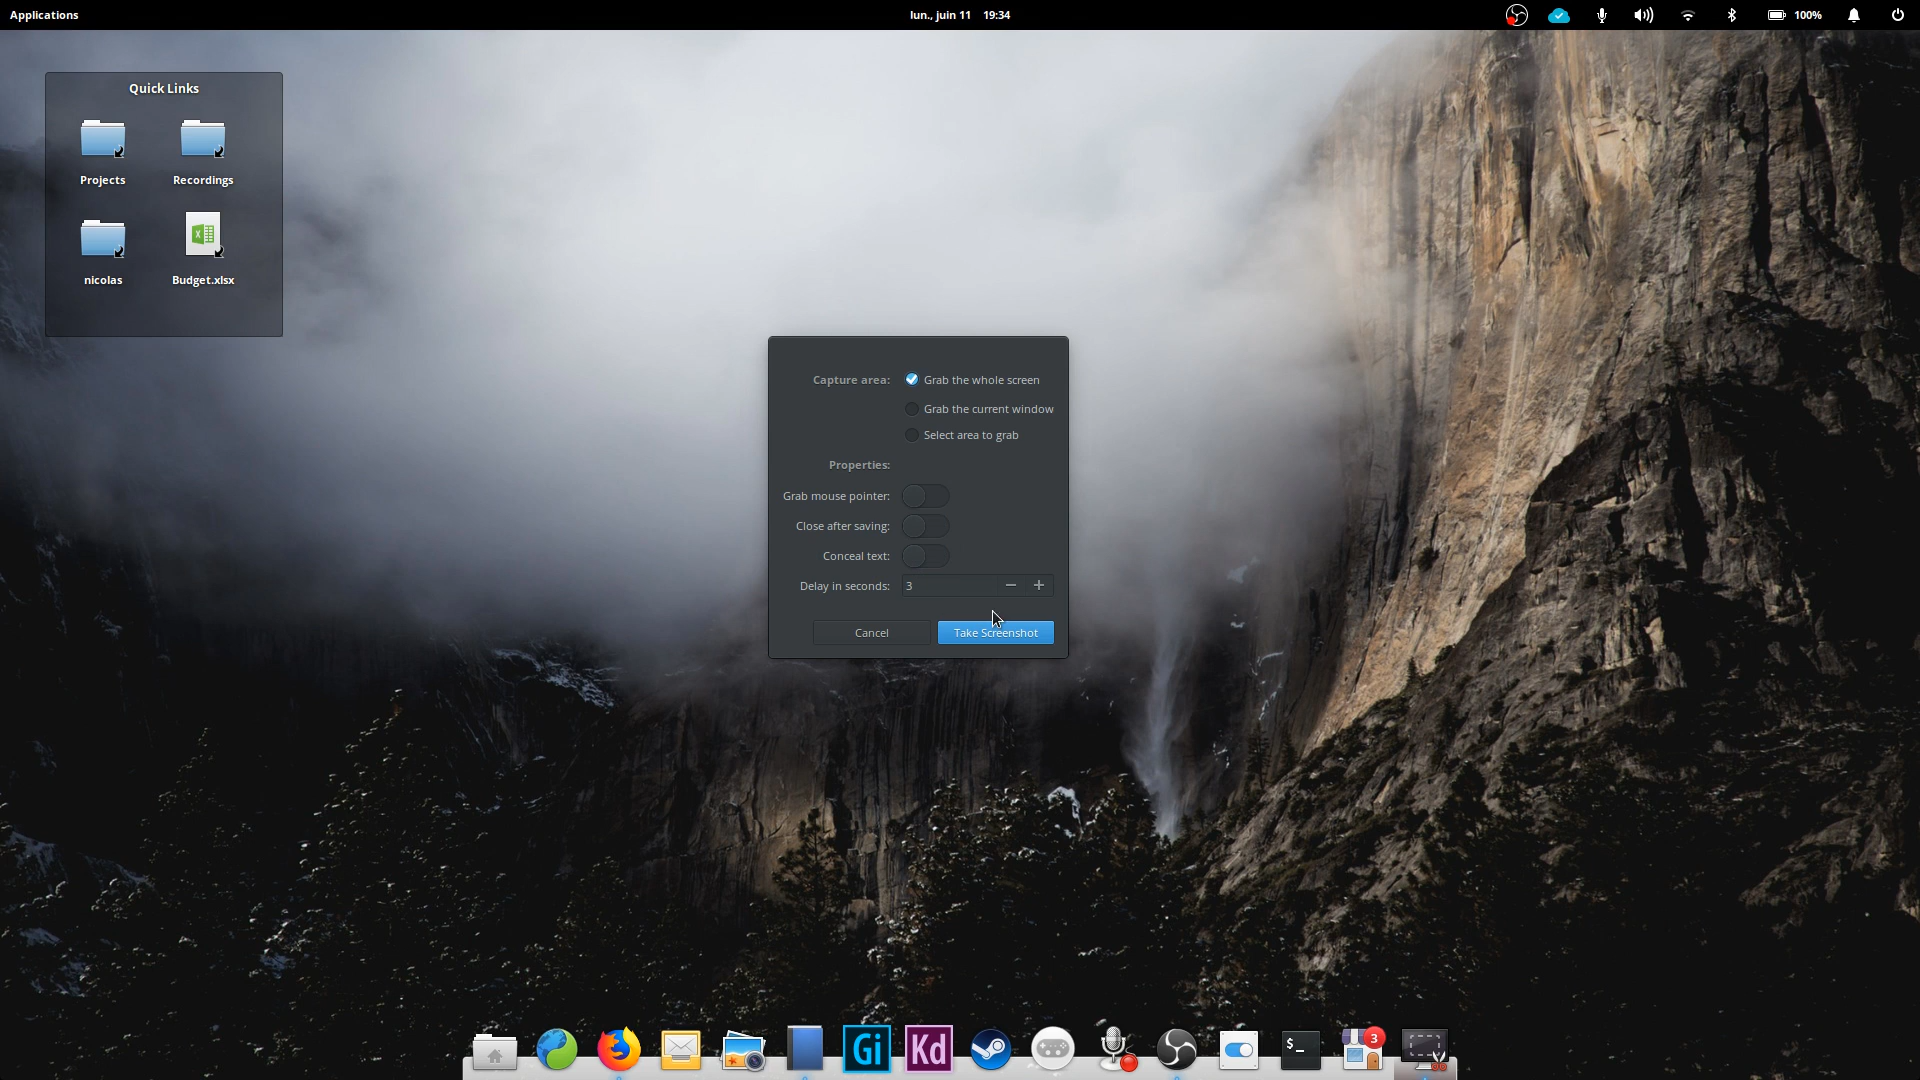 Applications
lun., juin 11 19:34
100%
Quick Links
Projects
Recordings
nicolas
Budget.xlsx
Capture area:
Grab the whole screen
Grab the current window
Select area to grab
Properties:
Grab mouse pointer:
Close after saving:
Conceal text:
Delay in seconds: 3
Cancel
Take Screenshot
Gi
Kd
$_
3